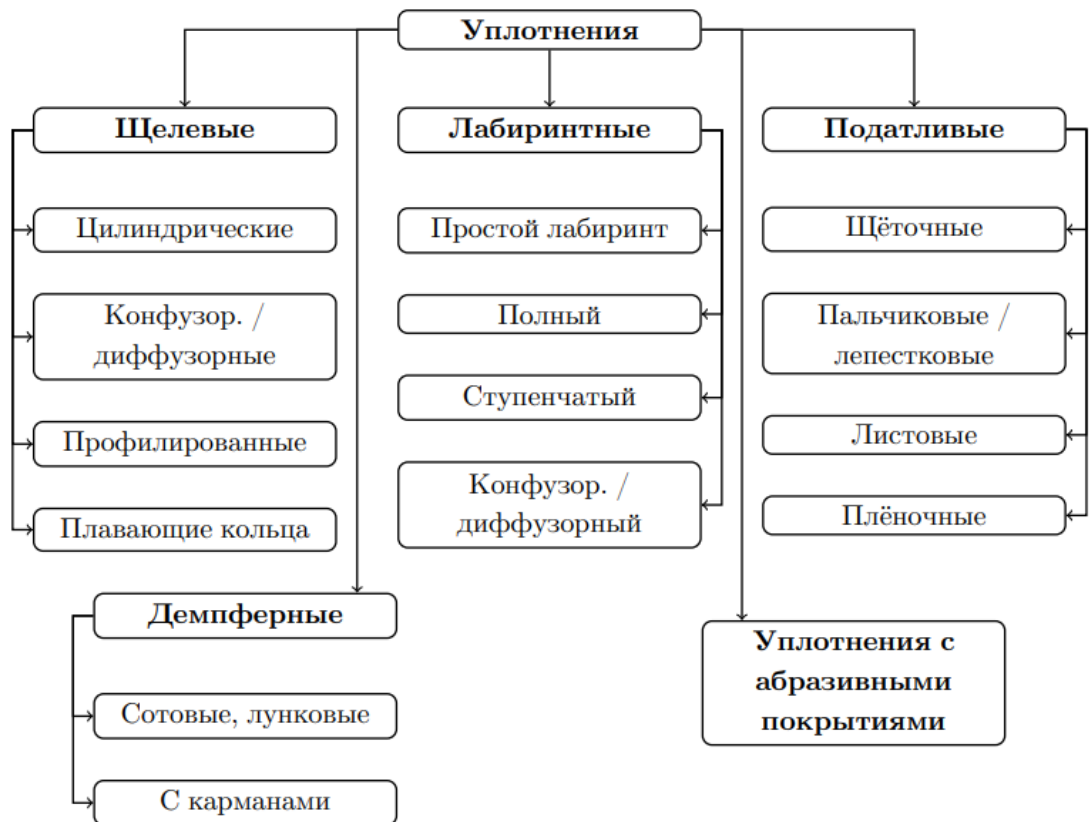 Уплотнения
Щелевые
Цилиндрические
Конфузор. /
диффузорные
Профилированные
Плавающие кольца
Лабиринтные
Простой лабиринт
Полный
Ступенчатый
Конфузор. /
диффузорный
Податливые
Щёточные
Пальчиковые /
лепестковые
Листовые
Плёночные
Демпферные
Сотовые, лунковые
С карманами
Уплотнения с
абразивными
покрытиями